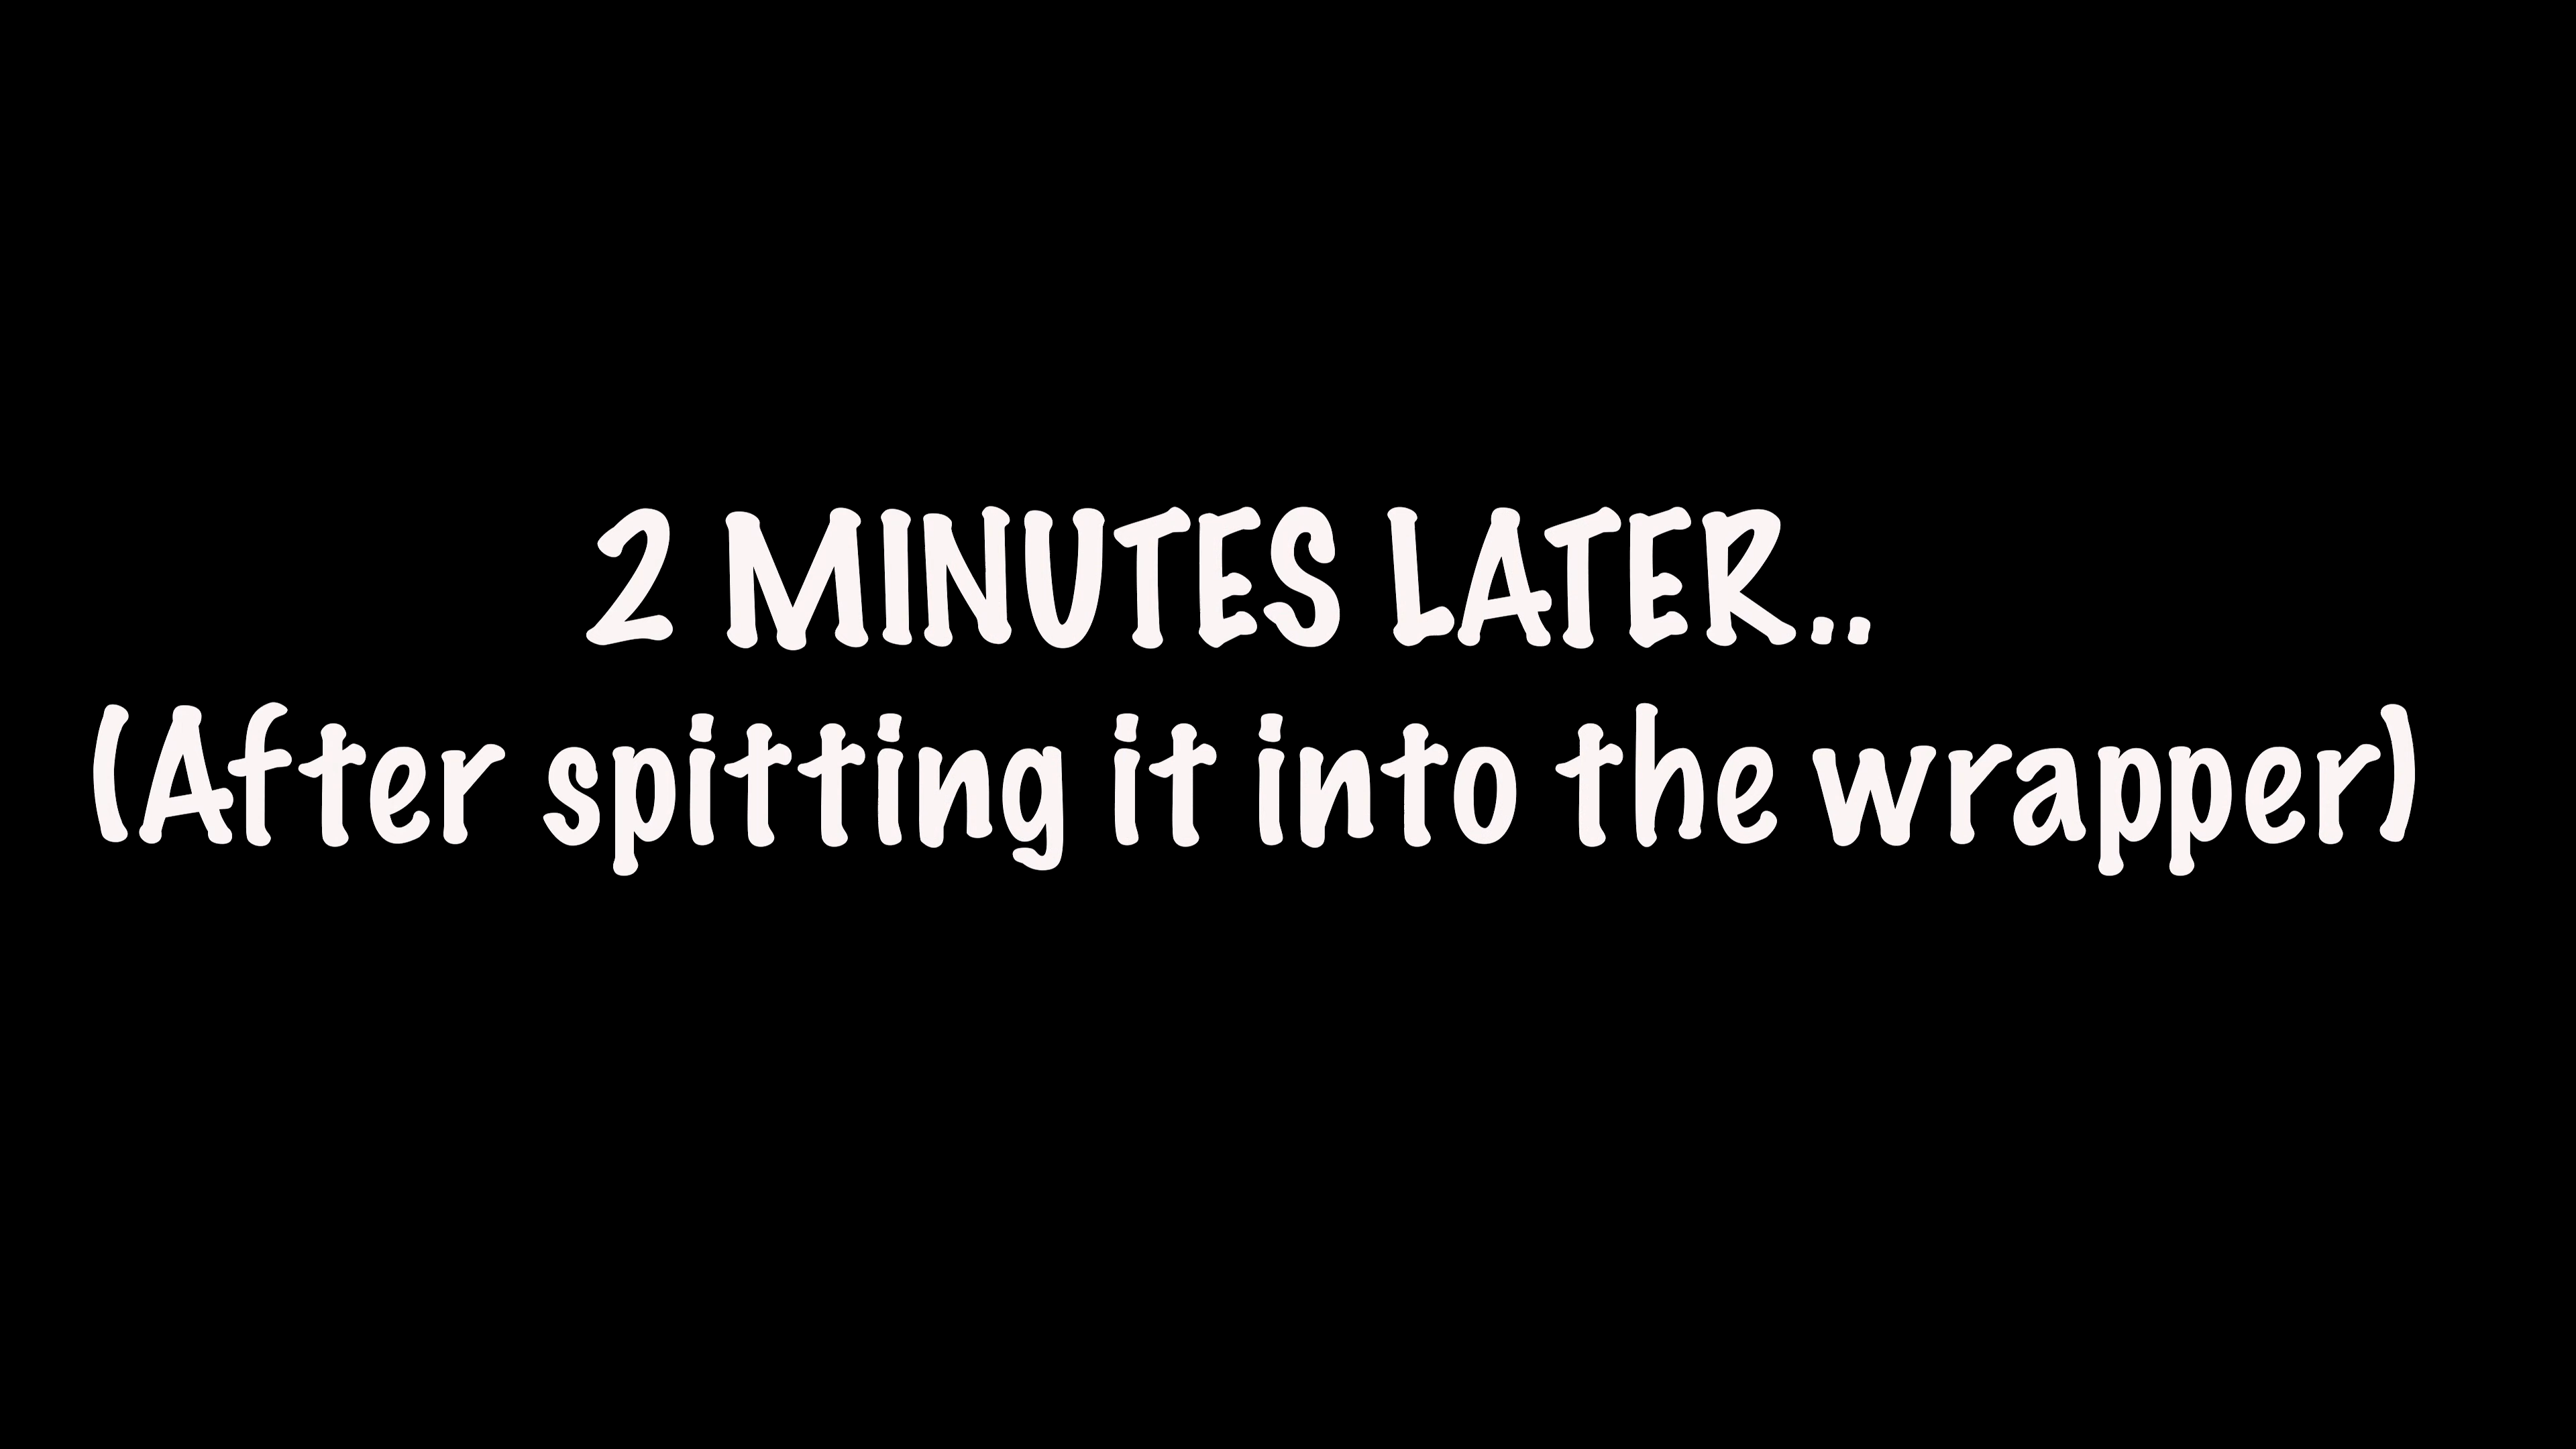 2 MINUTES LATER..
(After spitting it into the wrapper)